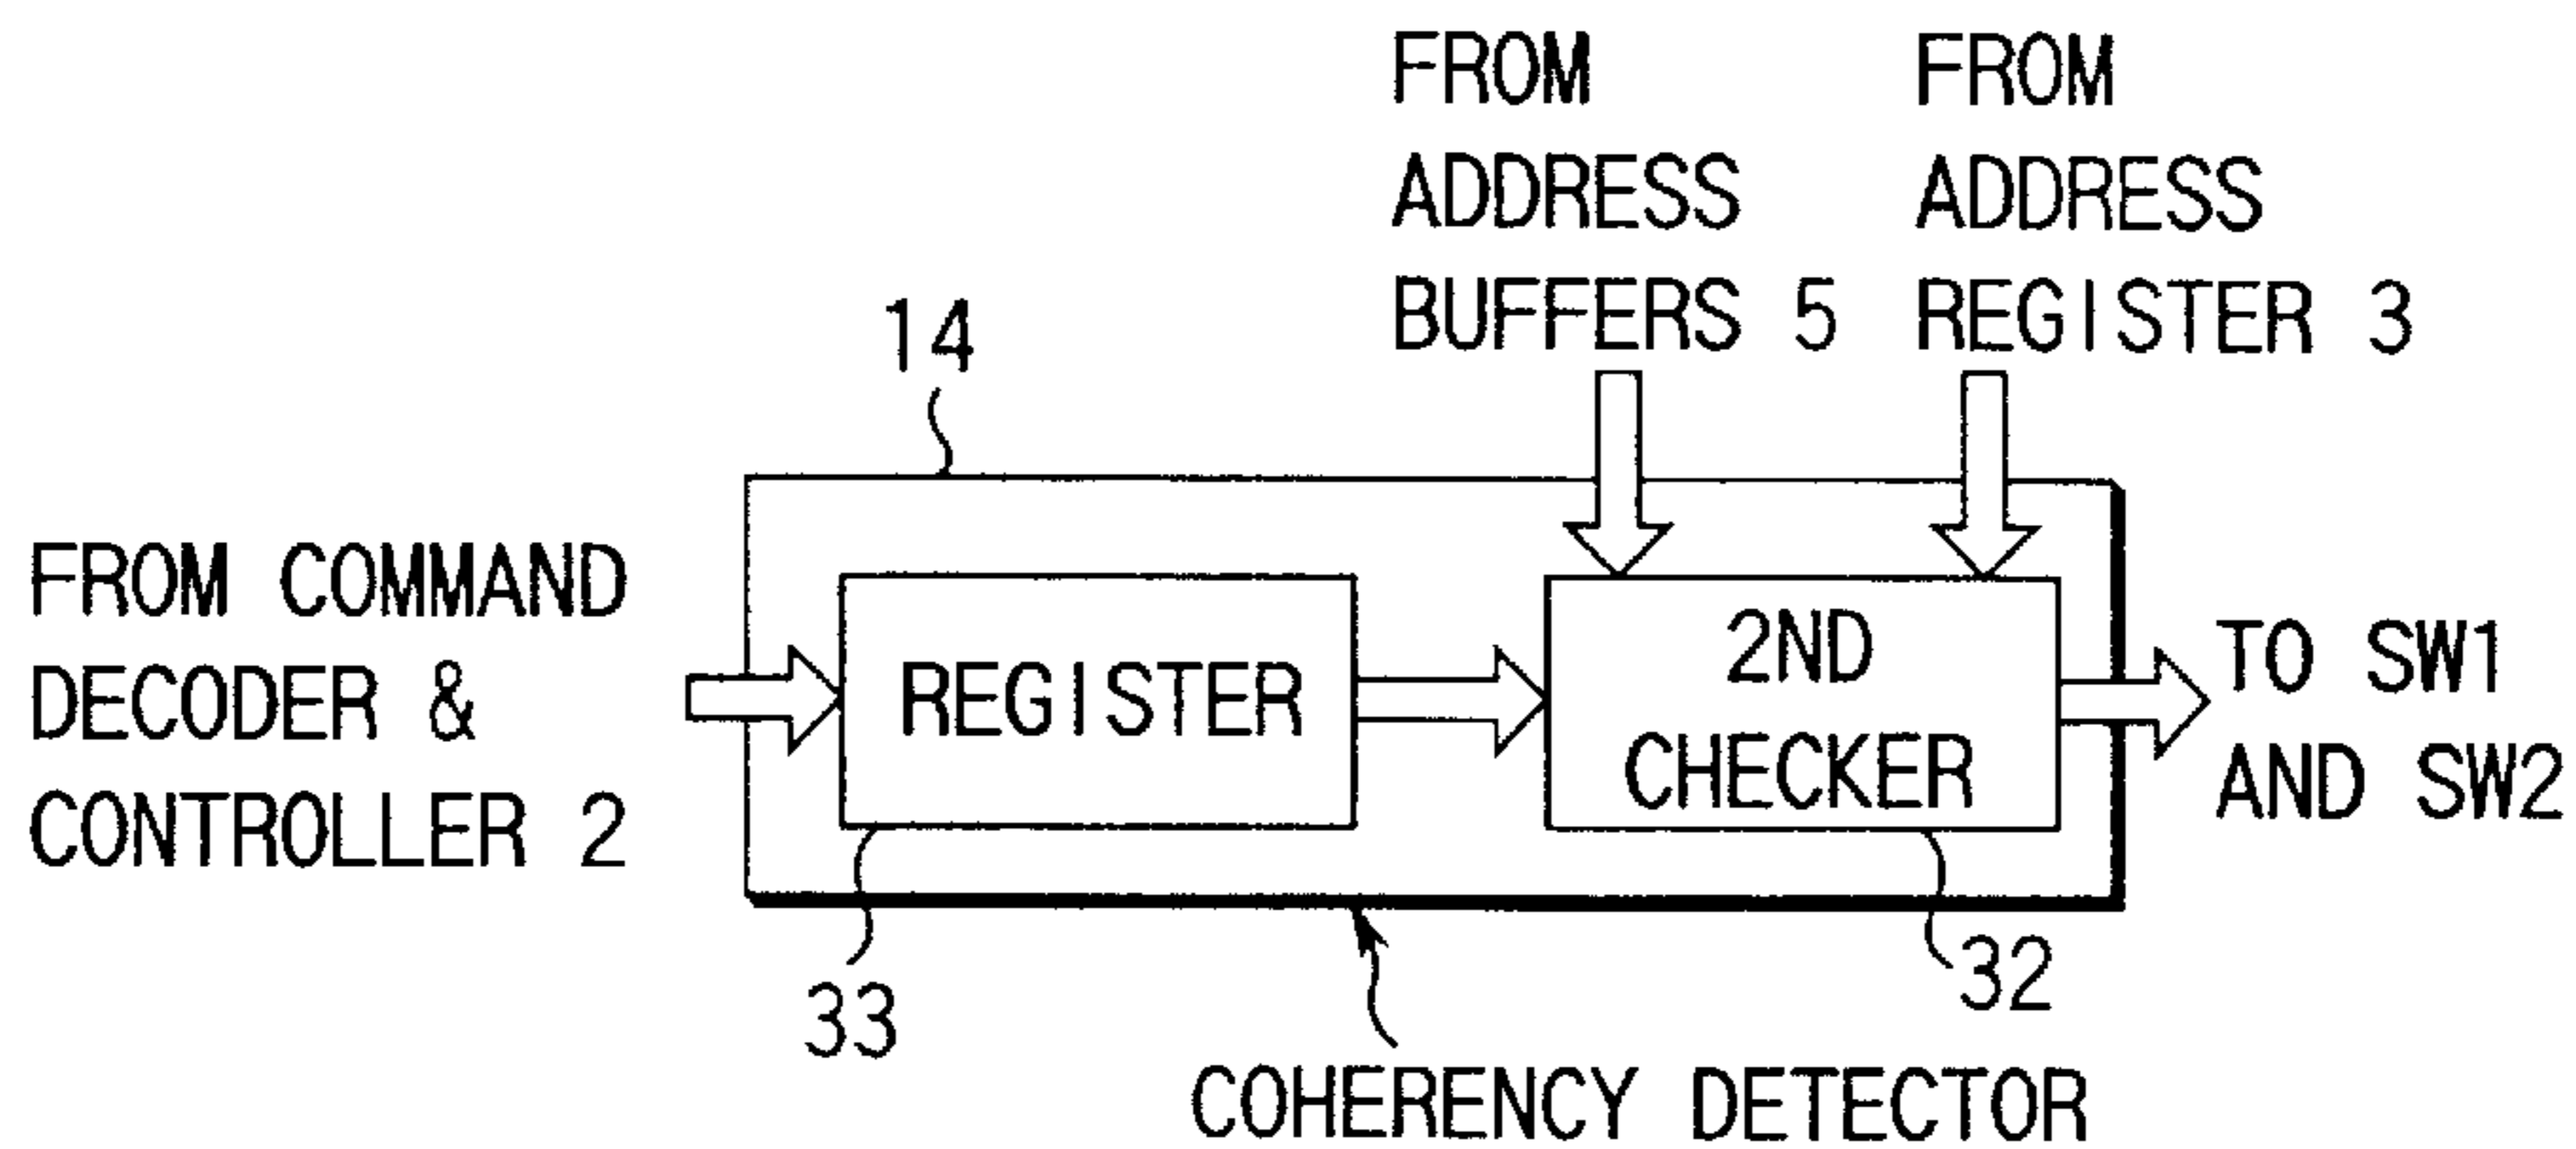 FROM
ADDRESS
BUFFERS 5
FROM
ADDRESS
REGISTER 3
14
FROM COMMAND
DECODER &
CONTROLLER 2
REGISTER
2ND
CHECKER
TO SW1
AND SW2
33
32
COHERENCY DETECTOR